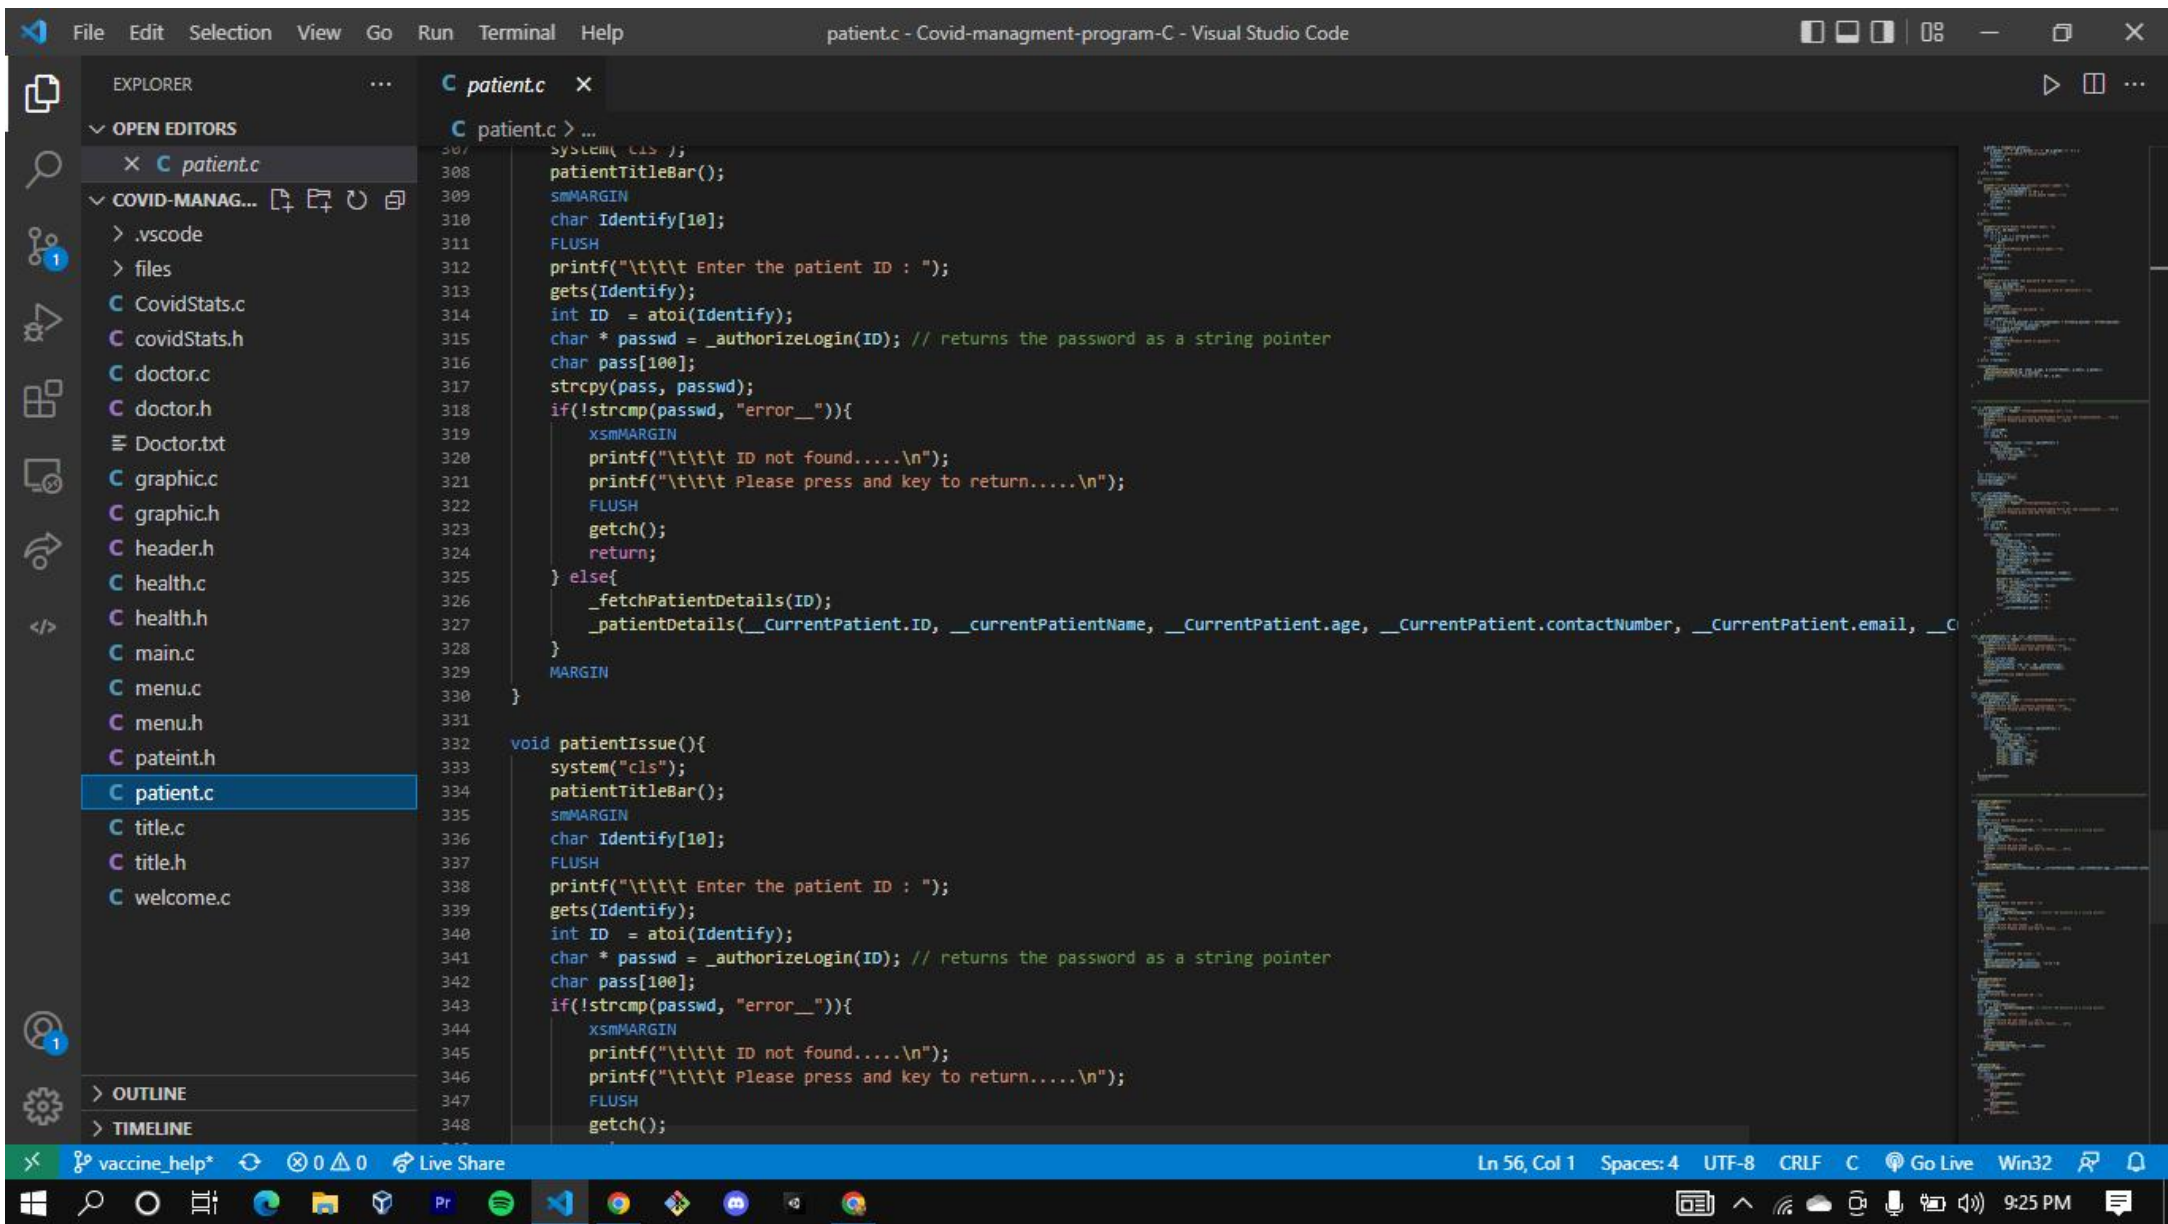 File Edit Selection View Go Run Terminal Help
patient.c - Covid-managment-program-C - Visual Studio Code
EXPLORER
OPEN EDITORS
C patient.c
COVID-MANAG...
.vscode
files
C CovidStats.c
C covidStats.h
C doctor.c
C doctor.h
Doctor.txt
C graphic.c
C graphic.h
C header.h
C health.c
C health.h
C main.c
C menu.c
C menu.h
C pateint.h
C patient.c
C title.c
C title.h
C welcome.c
OUTLINE
TIMELINE
1
1
C patient.c
C patient.c > ...
307 system("cls");
308 patientTitleBar();
309 smMARGIN
310 char Identify[10];
311 FLUSH
312 printf("\t\t\t Enter the patient ID : ");
313 gets(Identify);
314 int ID  = atoi(Identify);
315 char * passwd = _authorizeLogin(ID); // returns the password as a string pointer
316 char pass[100];
317 strcpy(pass, passwd);
318 if(!strcmp(passwd, "error__")){
319 xsmMARGIN
320 printf("\t\t\t ID not found.....\n");
321 printf("\t\t\t Please press and key to return.....\n");
322 FLUSH
323 getch();
324 return;
325 } else{
326 _fetchPatientDetails(ID);
327 _patientDetails(__CurrentPatient.ID, __currentPatientName, __CurrentPatient.age, __CurrentPatient.contactNumber, __CurrentPatient.email, __C
328 }
329 MARGIN
330 }
331
332 void patientIssue(){
333 system("cls");
334 patientTitleBar();
335 smMARGIN
336 char Identify[10];
337 FLUSH
338 printf("\t\t\t Enter the patient ID : ");
339 gets(Identify);
340 int ID  = atoi(Identify);
341 char * passwd = _authorizeLogin(ID); // returns the password as a string pointer
342 char pass[100];
343 if(!strcmp(passwd, "error__")){
344 xsmMARGIN
345 printf("\t\t\t ID not found.....\n");
346 printf("\t\t\t Please press and key to return.....\n");
347 FLUSH
348 getch();
vaccine_help* 0 0 Live Share Ln 56, Col 1 Spaces: 4 UTF-8 CRLF C Go Live Win32
Pr 9:25 PM